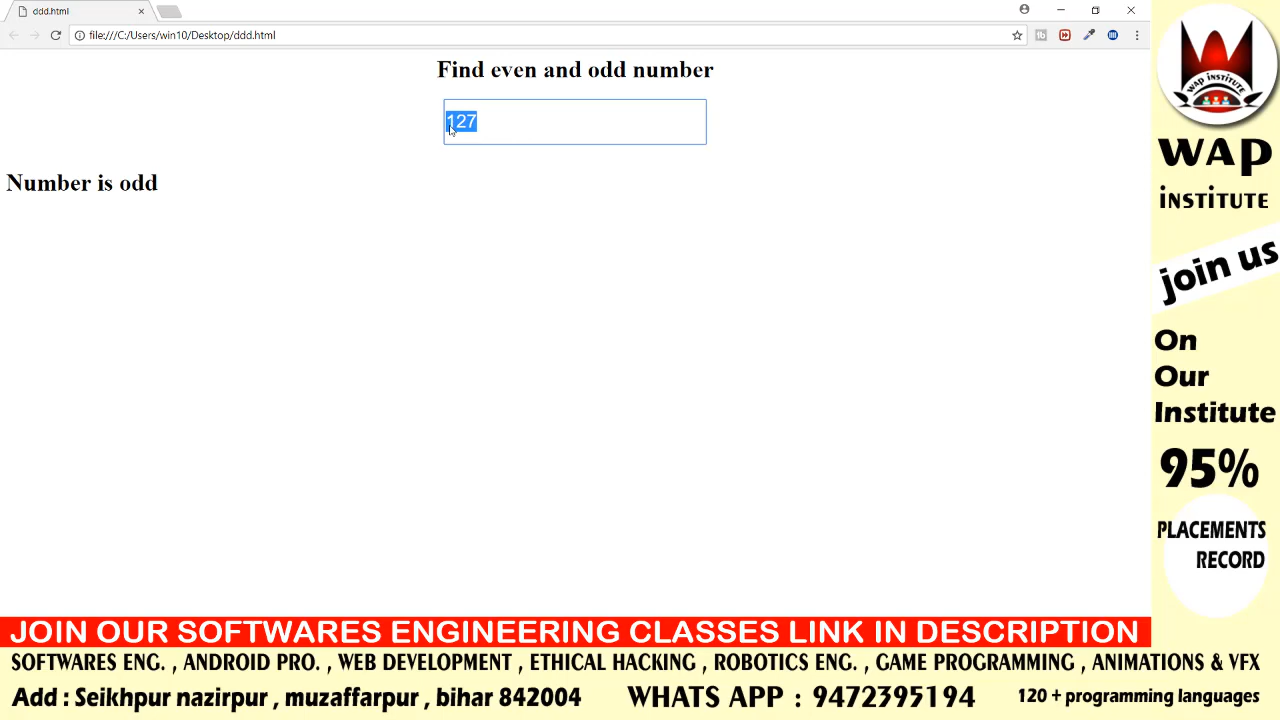 ddd.html
file:///C:/Users/win10/Desktop/ddd.html
Find even and odd number
127
Number is odd
wap institute
wap
institute
join us
On
Our
Institute
95%
PLACEMENTS
RECORD
JOIN OUR SOFTWARES ENGINEERING CLASSES LINK IN DESCRIPTION
SOFTWARES ENG. , ANDROID PRO. , WEB DEVELOPMENT , ETHICAL HACKING , ROBOTICS ENG. , GAME PROGRAMMING , ANIMATIONS & VFX
Add : Seikhpur nazirpur , muzaffarpur , bihar 842004 WHATS APP : 9472395194 120 + programming languages